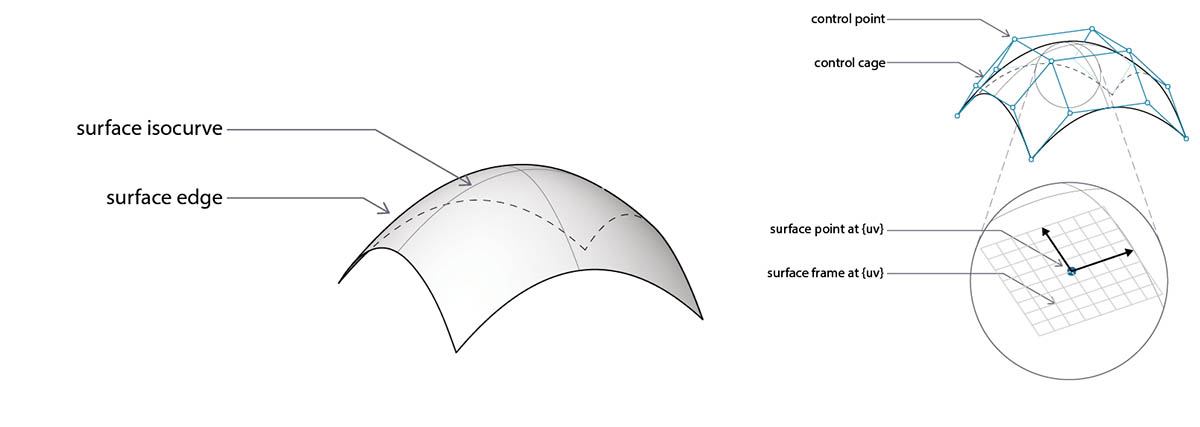 surface isocurve
surface edge
control point
control cage
surface point at {uv}
surface frame at {uv}